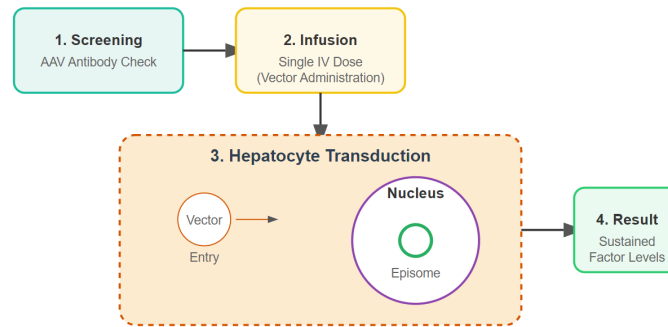 1. Screening
AAV Antibody Check
2. Infusion
Single IV Dose
(Vector Administration)
3. Hepatocyte Transduction
Vector
Entry
Nucleus
Episome
4. Result
Sustained
Factor Levels